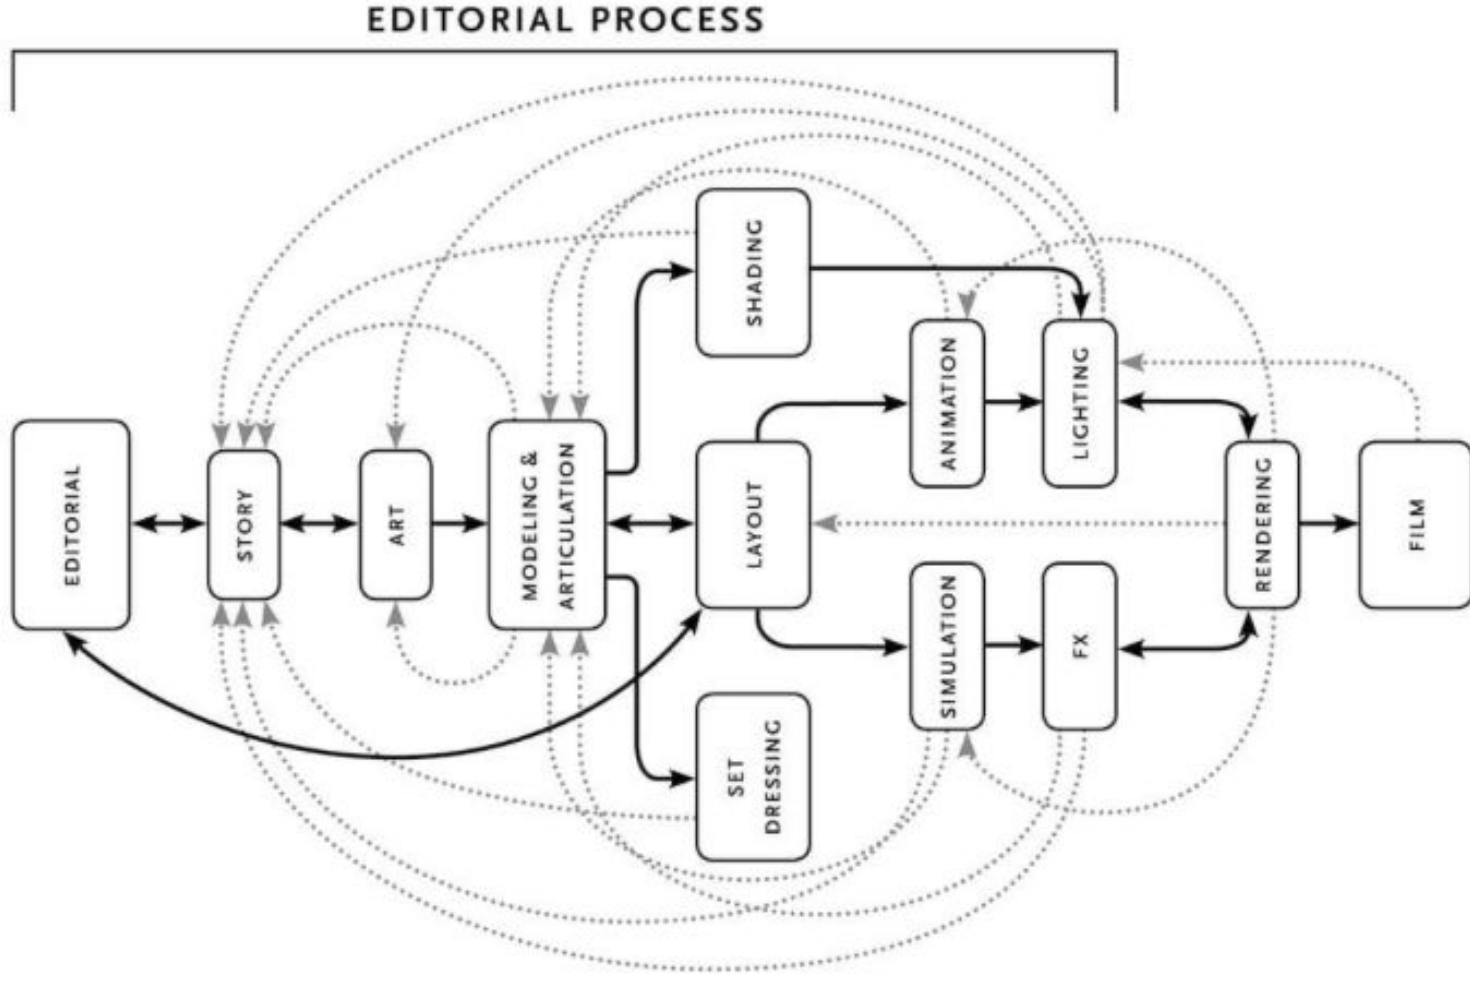 EDITORIAL PROCESS
EDITORIAL
STORY
ART
MODELING &
ARTICULATION
SHADING
LAYOUT
SET
DRESSING
ANIMATION
LIGHTING
SIMULATION
FX
RENDERING
FILM